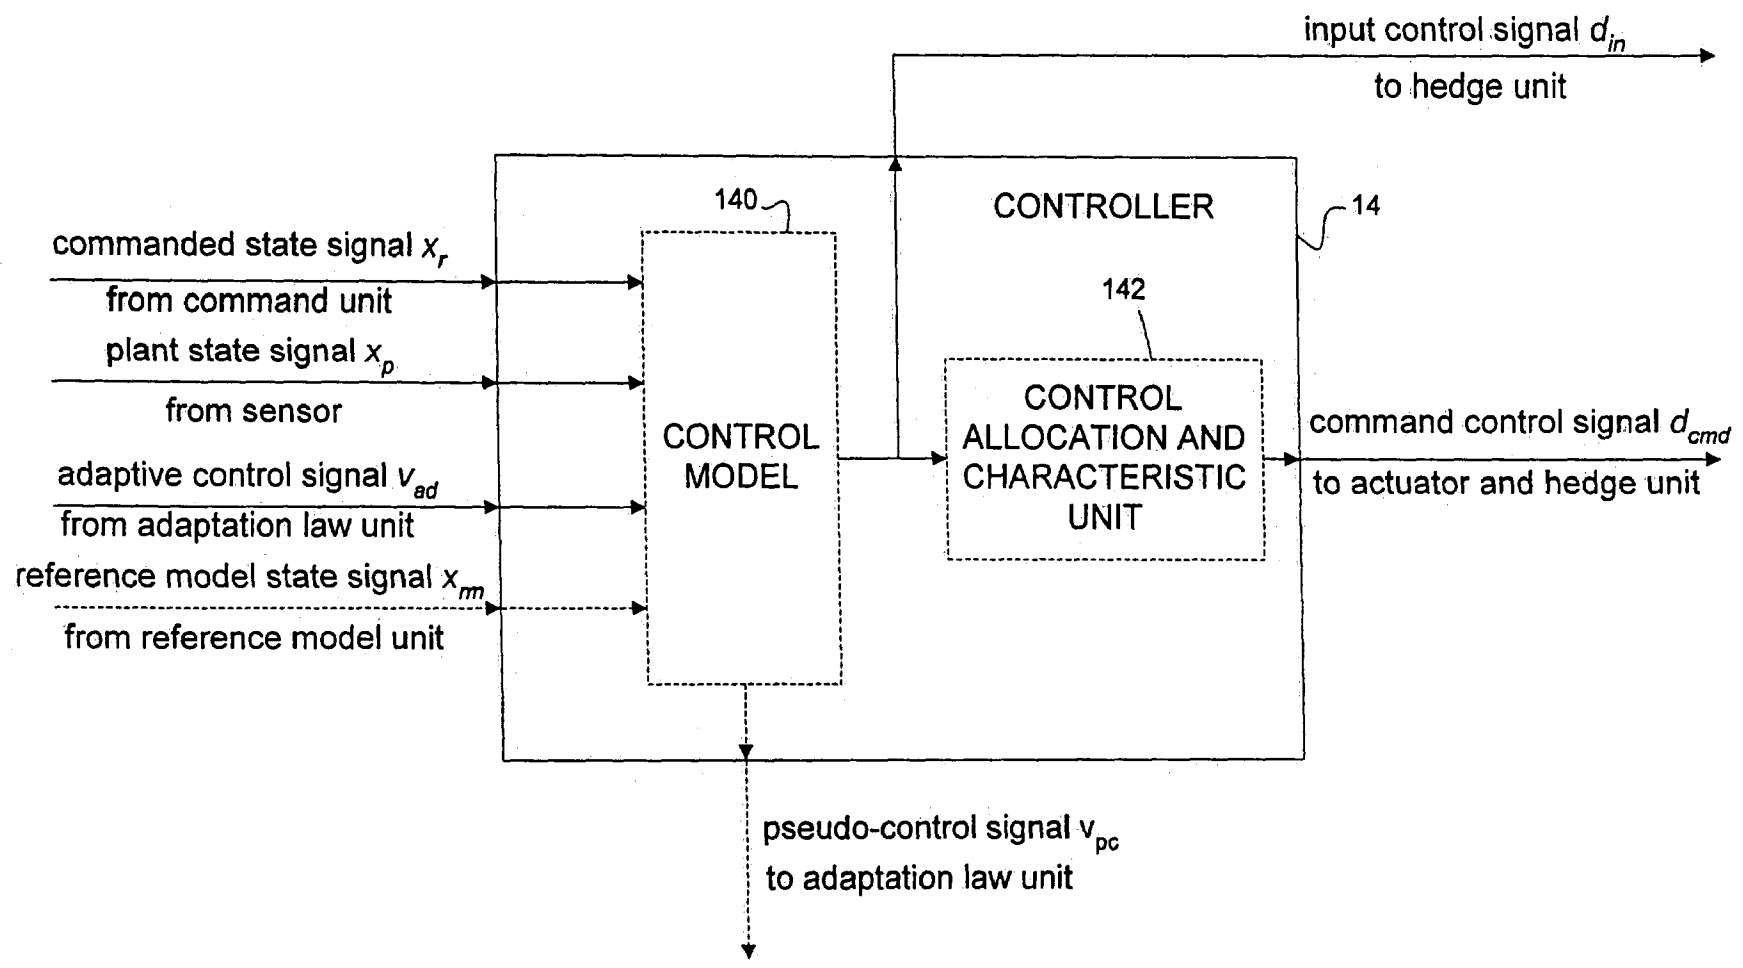 input control signal d_in
to hedge unit
140
CONTROLLER
14
commanded state signal x_r
from command unit
142
plant state signal x_p
from sensor
CONTROL
MODEL
CONTROL
ALLOCATION AND
CHARACTERISTIC
UNIT
command control signal d_cmd
to actuator and hedge unit
adaptive control signal v_ad
from adaptation law unit
reference model state signal x_rm
from reference model unit
pseudo-control signal v_pc
to adaptation law unit